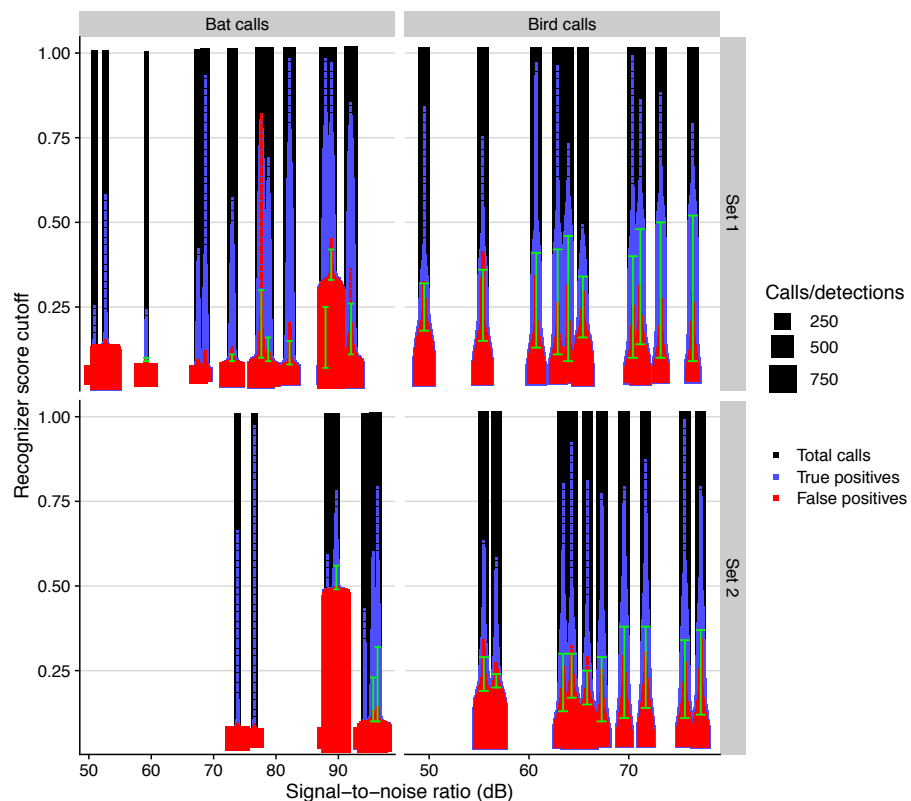 Bat calls
Bird calls
1.00
0.75
0.50
0.25
Set 1
1.00
0.75
0.50
0.25
Set 2
50 60 70 80 90
50 60 70
Signal-to-noise ratio (dB)
Recognizer score cutoff
Calls/detections
250
500
750
Total calls
True positives
False positives